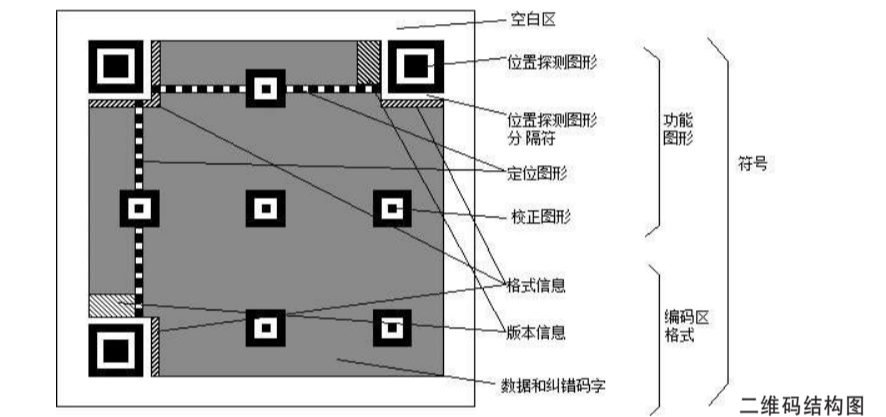 空白区
位置探测图形
位置探测图形
分隔符
定位图形
校正图形
格式信息
版本信息
数据和纠错码字
功能
图形
编码区
格式
符号
二维码结构图